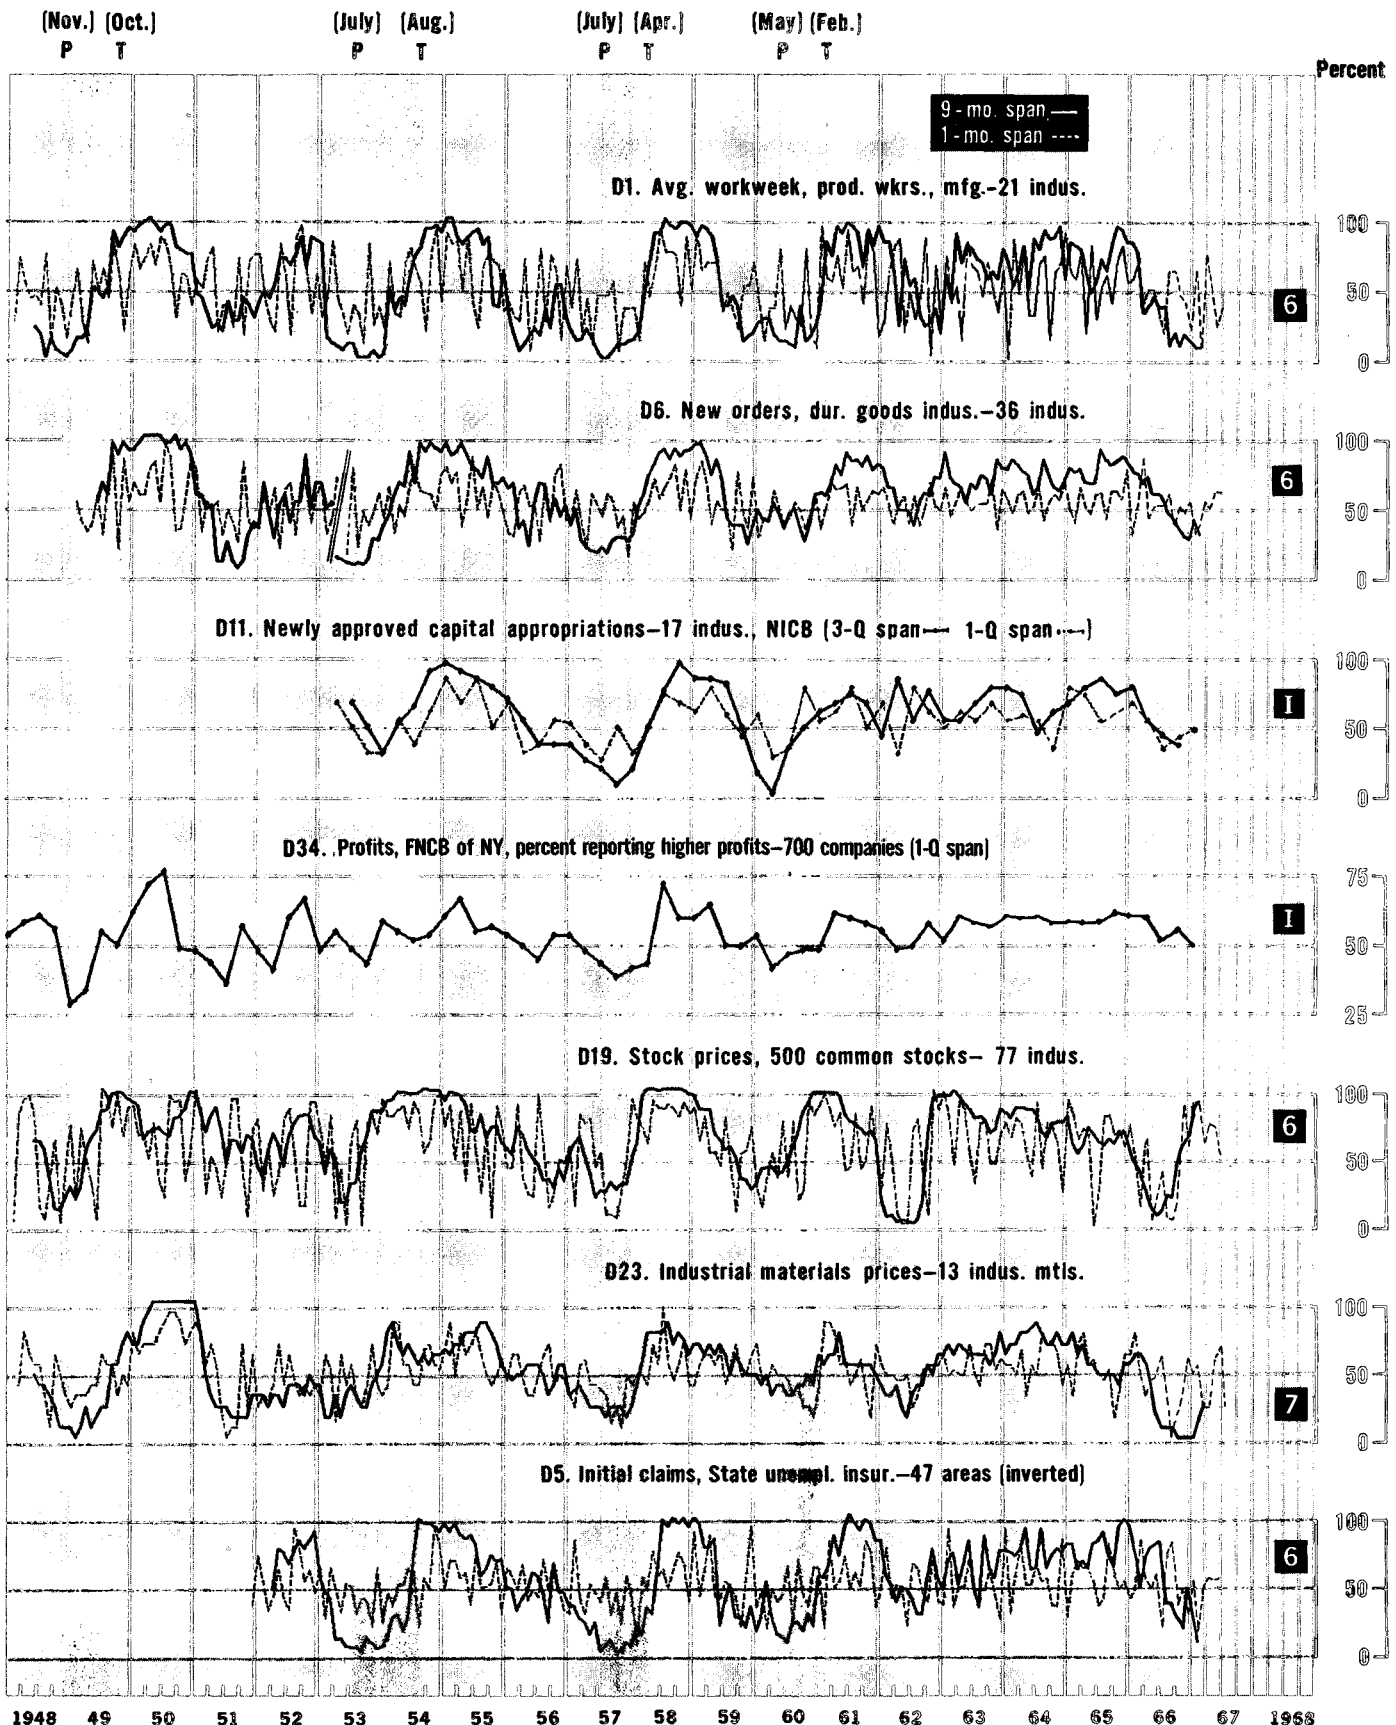 (Nov.) (Oct.) (July) (Aug.) (July) (Apr.) (May) (Feb.)
P T P T P T P T
Percent
9-mo. span —
1-mo. span ----
D1. Avg. workweek, prod. wkrs., mfg.-21 indus.
100
50
6
0
D6. New orders, dur. goods indus.-36 indus.
100
6
50
0
D11. Newly approved capital appropriations-17 indus., NICB (3-Q span — 1-Q span ----)
100
I
50
0
D34. Profits, FNCB of NY, percent reporting higher profits-700 companies (1-Q span)
75
I
50
25
D19. Stock prices, 500 common stocks- 77 indus.
100
6
50
0
D23. Industrial materials prices-13 indus. mtls.
100
50
7
0
D5. Initial claims, State unempl. insur.-47 areas (inverted)
100
6
50
0
1948 49 50 51 52 53 54 55 56 57 58 59 60 61 62 63 64 65 66 67 1968